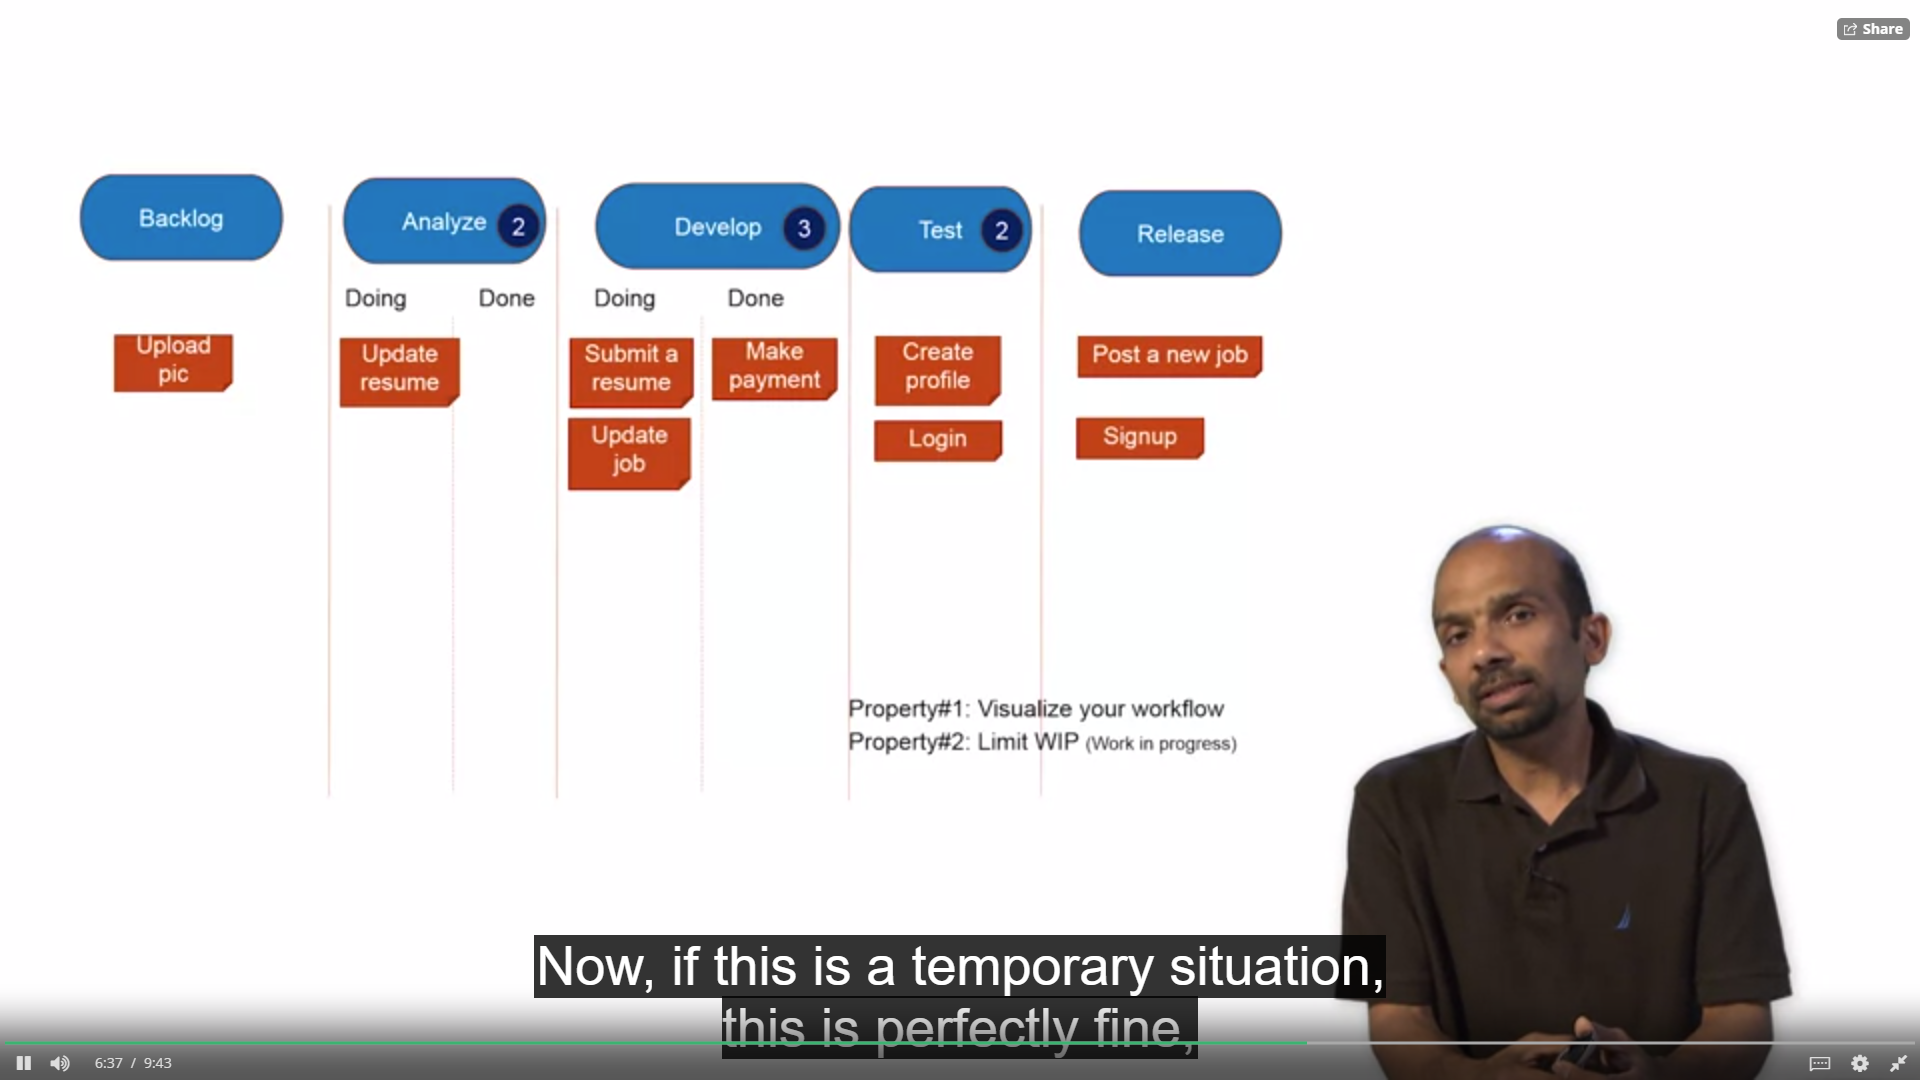 Share
Backlog
Analyze 2
Develop 3
Test 2
Release
Doing
Done
Doing
Done
Upload
pic
Update
resume
Submit a
resume
Update
job
Make
payment
Create
profile
Login
Post a new job
Signup
Property#1: Visualize your workflow
Property#2: Limit WIP (Work in progress)
Now, if this is a temporary situation,
this is perfectly fine,
6:37 / 9:43